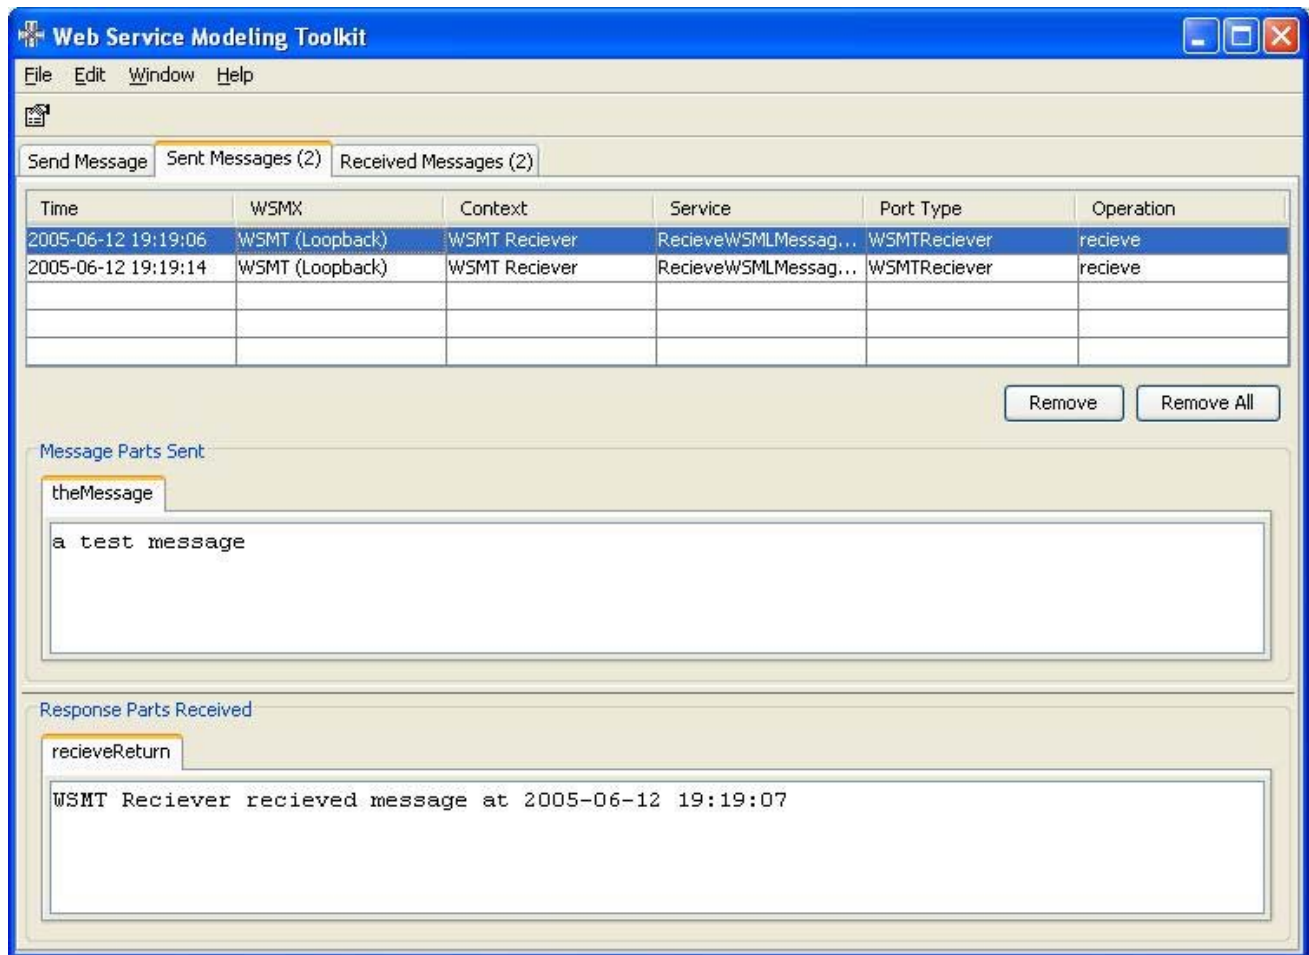 Web Service Modeling Toolkit
File Edit Window Help
Send Message Sent Messages (2) Received Messages (2)
Time WSMX Context Service Port Type Operation
2005-06-12 19:19:06 WSMT (Loopback) WSMT Reciever RecieveWSMLMessag... WSMTReciever recieve
2005-06-12 19:19:14 WSMT (Loopback) WSMT Reciever RecieveWSMLMessag... WSMTReciever recieve
Remove Remove All
Message Parts Sent
theMessage
a test message
Response Parts Received
recieveReturn
WSMT Reciever recieved message at 2005-06-12 19:19:07